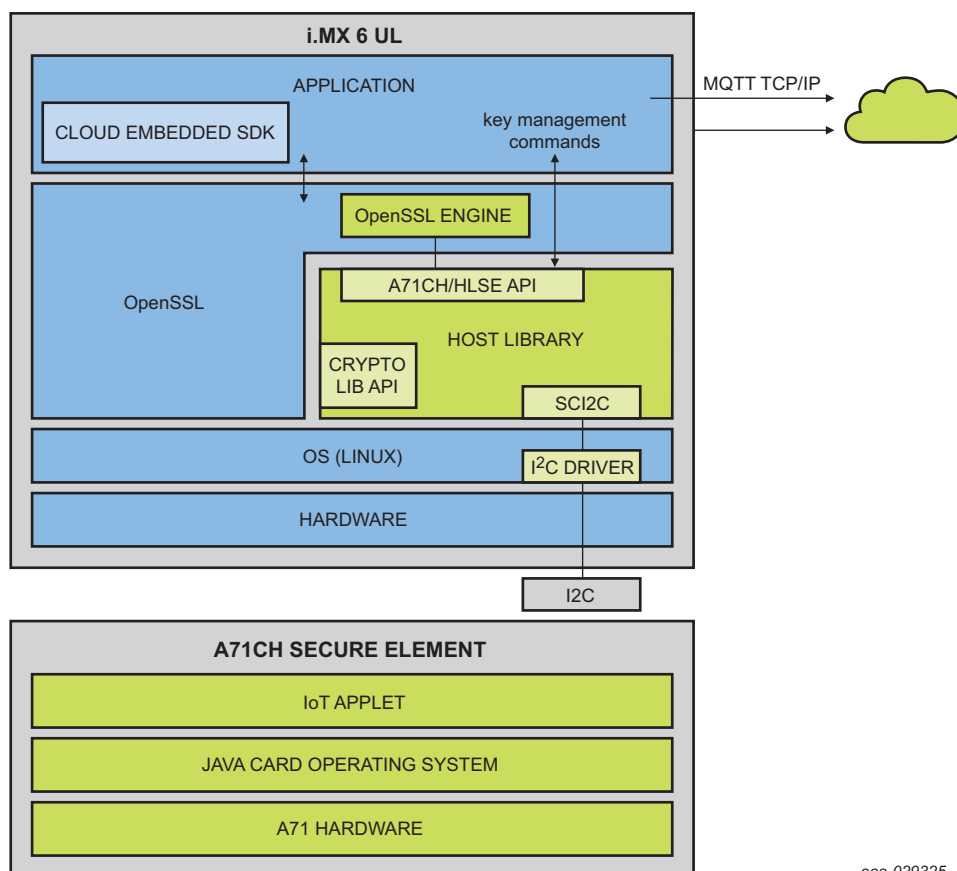 i.MX 6 UL
APPLICATION
MQTT TCP/IP
CLOUD EMBEDDED SDK
key management
commands
OpenSSL ENGINE
A71CH/HLSE API
OpenSSL
HOST LIBRARY
CRYPTO
LIB API
SCI2C
OS (LINUX)
I²C DRIVER
HARDWARE
I2C
A71CH SECURE ELEMENT
IoT APPLET
JAVA CARD OPERATING SYSTEM
A71 HARDWARE